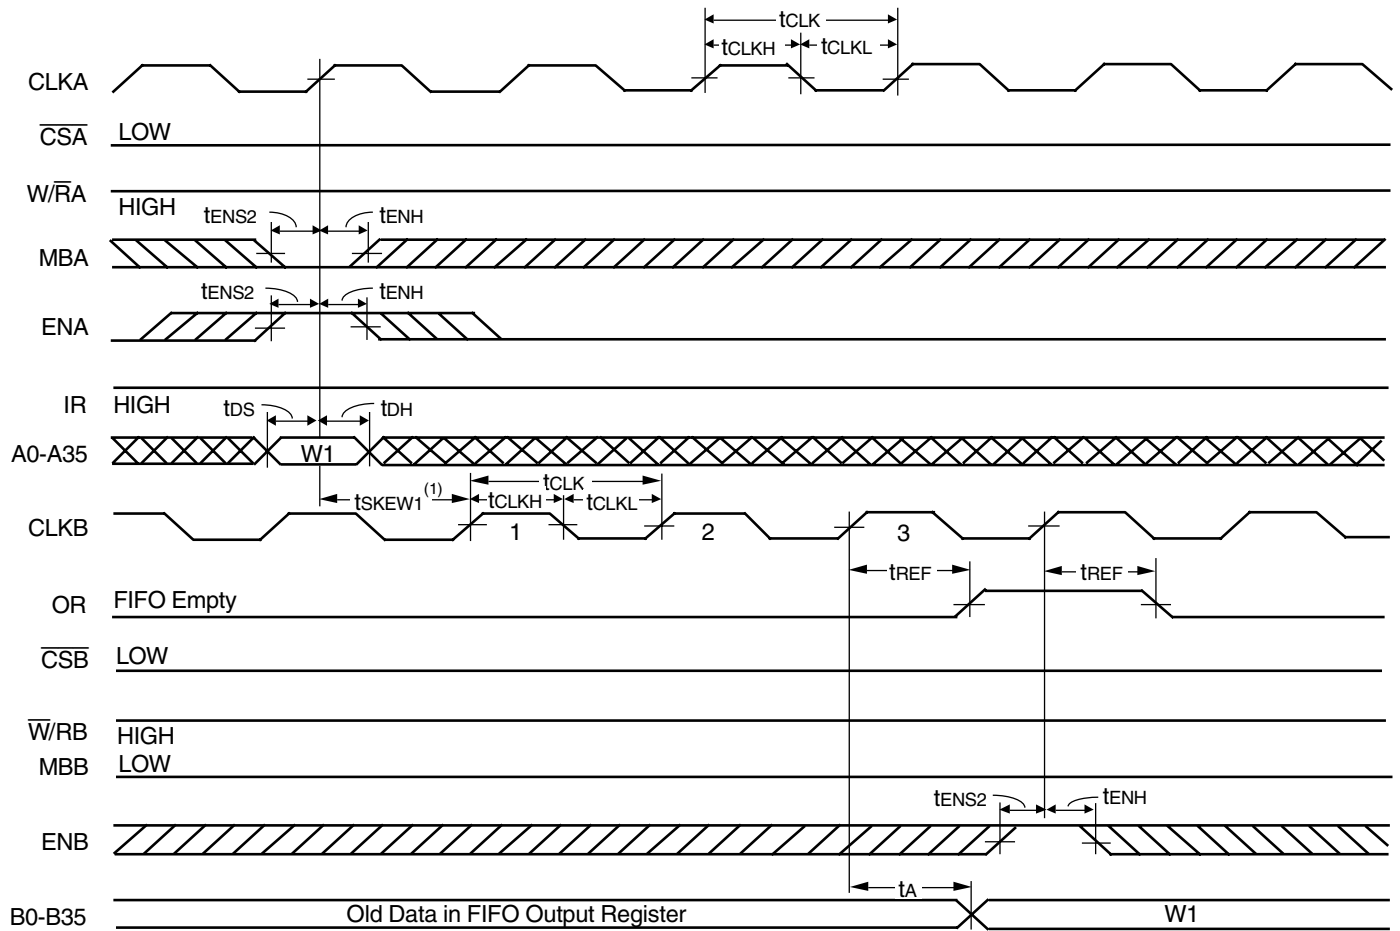 tCLK
tCLKH tCLKL
CLKA
CSA LOW
W/RA
HIGH
tENS2 tENH
MBA
tENS2 tENH
ENA
IR HIGH
tDS tDH
A0-A35 W1
tCLK
tSKEW1(1) tCLKH tCLKL
CLKB 1 2 3
tREF tREF
OR FIFO Empty
CSB LOW
W/RB HIGH
MBB LOW
tENS2 tENH
ENB
tA
B0-B35 Old Data in FIFO Output Register W1